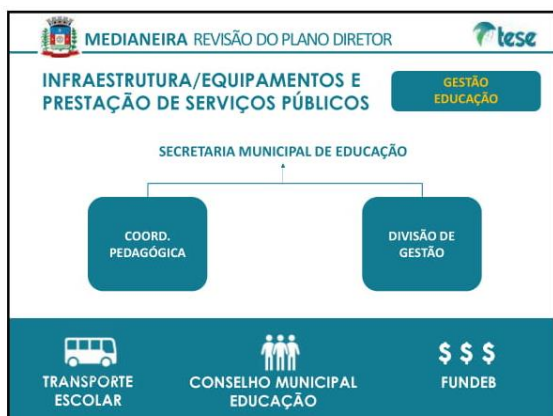 MEDIANEIRA REVISÃO DO PLANO DIRETOR
tese
INFRAESTRUTURA/EQUIPAMENTOS E
PRESTAÇÃO DE SERVIÇOS PÚBLICOS
GESTÃO
EDUCAÇÃO
SECRETARIA MUNICIPAL DE EDUCAÇÃO
COORD.
PEDAGÓGICA
DIVISÃO DE
GESTÃO
TRANSPORTE
ESCOLAR
CONSELHO MUNICIPAL
EDUCAÇÃO
$ $ $
FUNDEB